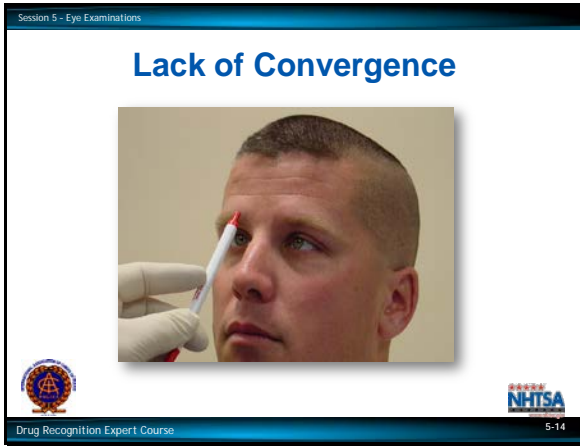 Session 5 - Eye Examinations
Lack of Convergence
NHTSA
Drug Recognition Expert Course
5-14